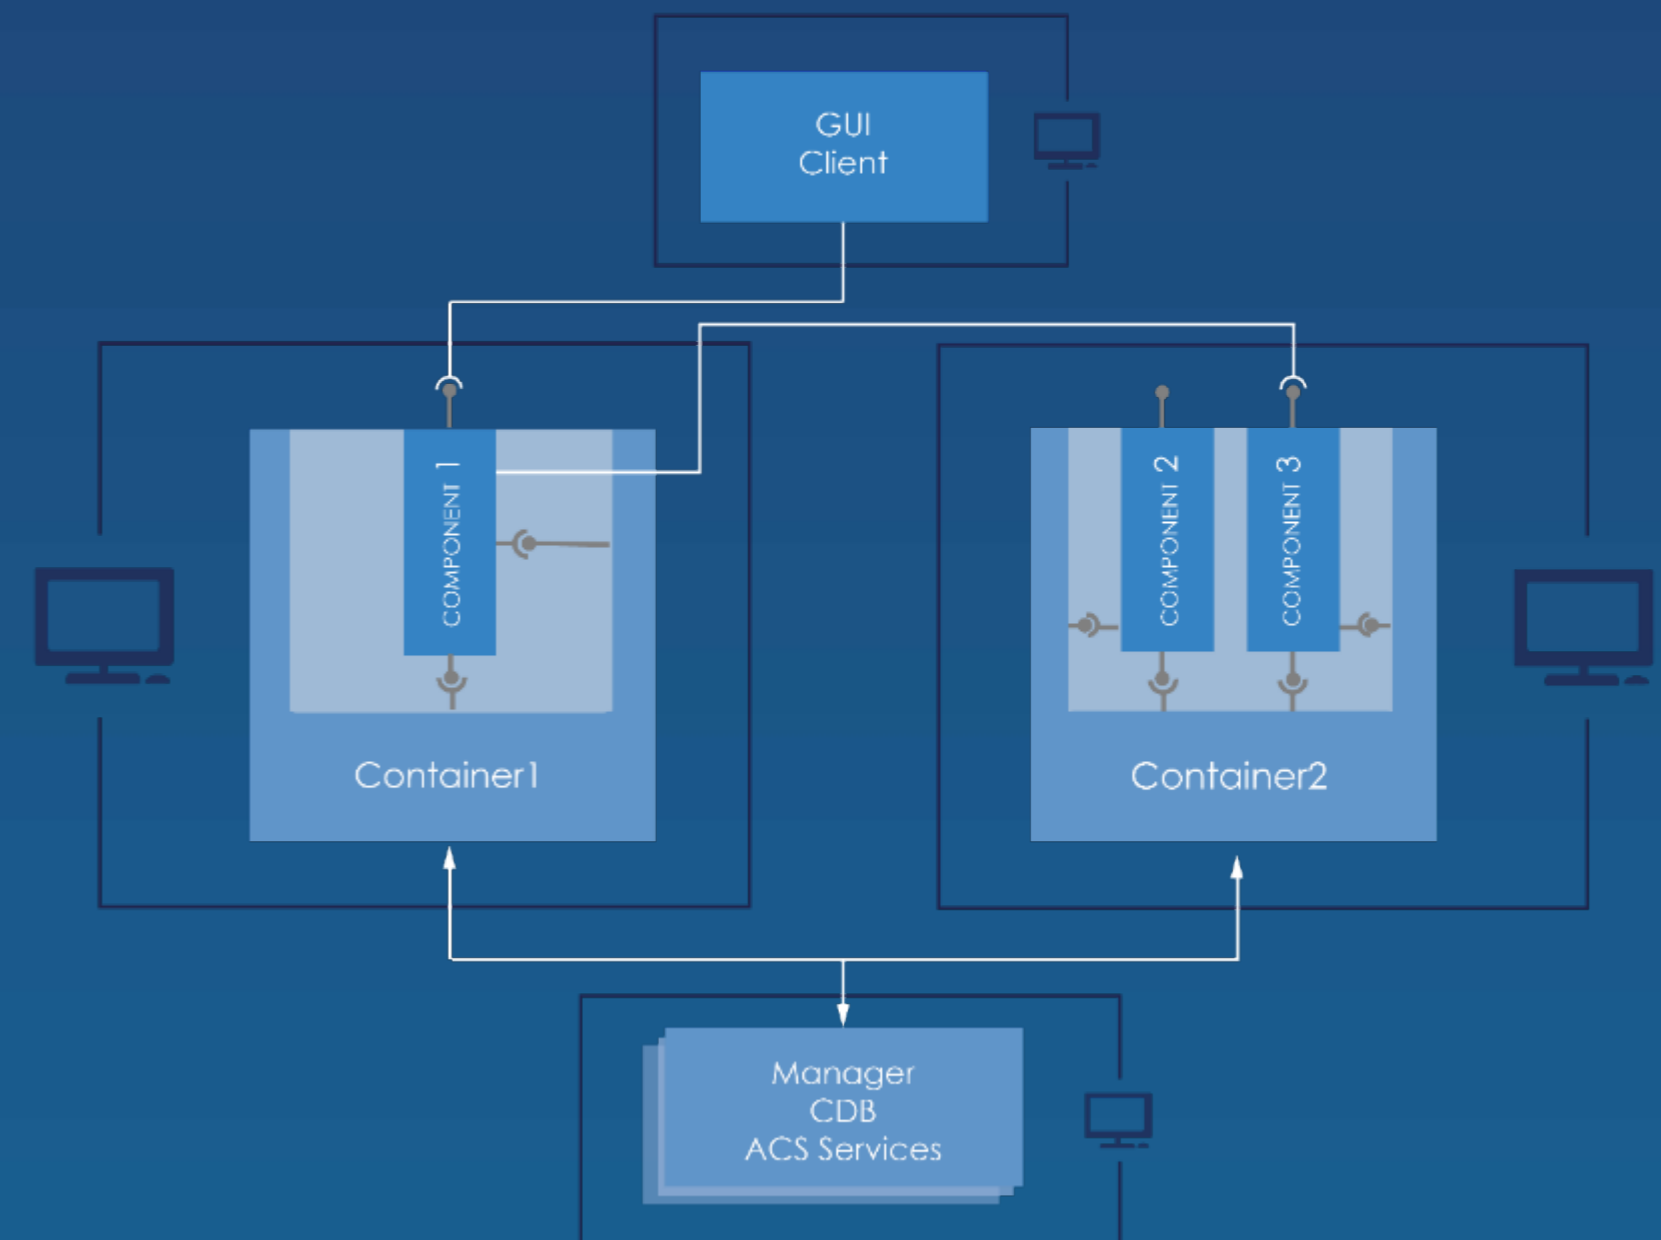 GUI
Client
COMPONENT 1
COMPONENT 2
COMPONENT 3
Container1
Container2
Manager
CDB
ACS Services